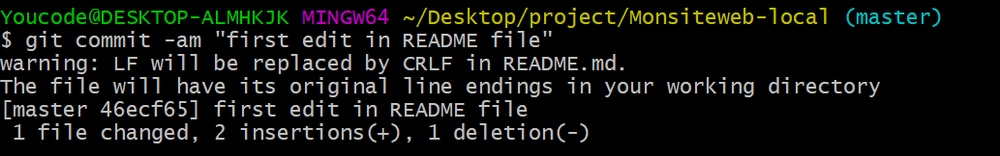 Youcode@DESKTOP-ALMHKJK MINGW64 ~/Desktop/project/Monsiteweb-local (master)
$ git commit -am "first edit in README file"
warning: LF will be replaced by CRLF in README.md.
The file will have its original line endings in your working directory
[master 46ecf65] first edit in README file
 1 file changed, 2 insertions(+), 1 deletion(-)